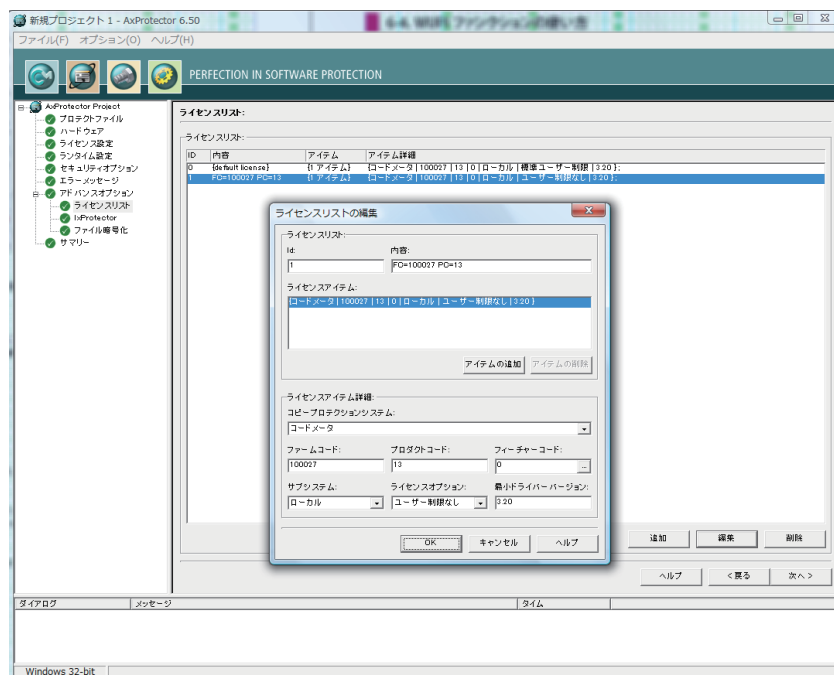 新規プロジェクト 1 - AxProtector 6.50
6-6. WUPI ファンクションの使い方
ファイル(F) オプション(O) ヘルプ(H)
PERFECTION IN SOFTWARE PROTECTION
AxProtector Project
プロテクトファイル
ハードウェア
ライセンス設定
ランタイム設定
セキュリティオプション
エラーメッセージ
アドバンスオプション
ライセンスリスト
IxProtector
ファイル暗号化
サマリー
ライセンスリスト:
ライセンスリスト:
ID 内容 アイテム アイテム詳細
0 {default license} {1 アイテム} {コードメータ | 100027 | 13 | 0 | ローカル | 標準ユーザー制限 | 3.20 };
1 FC=100027 PC=13 {1 アイテム} {コードメータ | 100027 | 13 | 0 | ローカル | ユーザー制限なし | 3.20 };
ライセンスリストの編集
ライセンスリスト:
Id: 内容:
1 FC=100027 PC=13
ライセンスアイテム:
{コードメータ | 100027 | 13 | 0 | ローカル | ユーザー制限なし | 3.20 }
アイテムの追加 アイテムの削除
ライセンスアイテム詳細:
コピープロテクションシステム:
コードメータ
ファームコード: プロダクトコード: フィーチャーコード:
100027 13 0 ...
サブシステム: ライセンスオプション: 最小ドライバー バージョン:
ローカル ユーザー制限なし 3.20
OK キャンセル ヘルプ
追加 編集 削除
ヘルプ < 戻る 次へ >
ダイアログ メッセージ タイム
Windows 32-bit